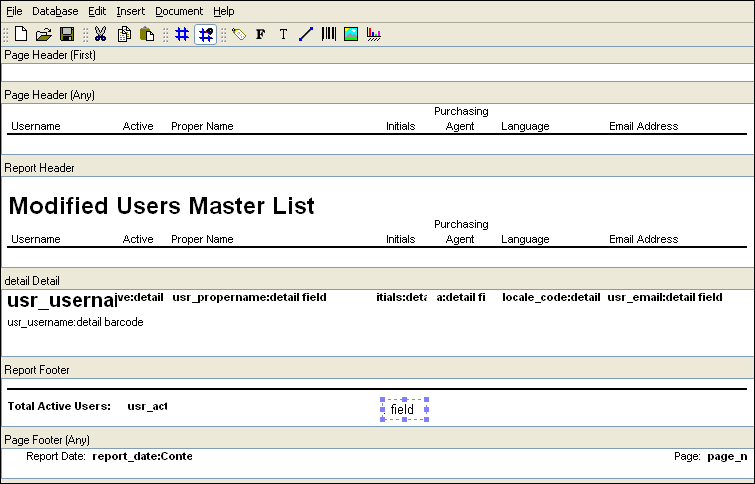 File Database Edit Insert Document Help
F T
Page Header (First)
Page Header (Any)
Purchasing
Username Active Proper Name Initials Agent Language Email Address
Report Header
Modified Users Master List
Purchasing
Username Active Proper Name Initials Agent Language Email Address
detail Detail
usr_usernai ve:detail usr_propername:detail field itials:deta a:detail fi locale_code:detail usr_email:detail field
usr_username:detail barcode
Report Footer
Total Active Users: usr_act field
Page Footer (Any)
Report Date: report_date:Conte Page: page_n